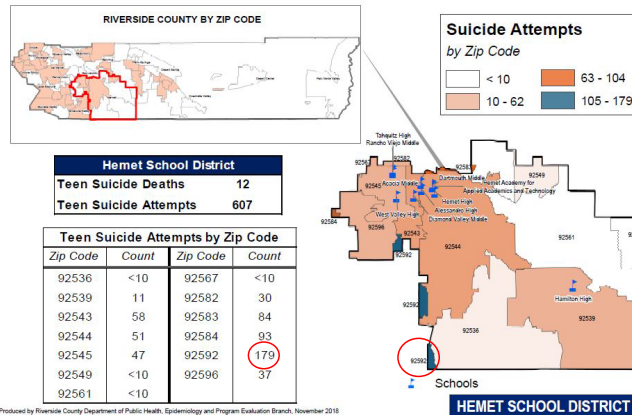 RIVERSIDE COUNTY BY ZIP CODE
Suicide Attempts
by Zip Code
< 10
63 - 104
10 - 62
105 - 179
Hemet School District
Teen Suicide Deaths 12
Teen Suicide Attempts 607
Teen Suicide Attempts by Zip Code
Zip Code Count Zip Code Count
92536 <10 92567 <10
92539 11 92582 30
92543 58 92583 84
92544 51 92584 93
92545 47 92592 179
92549 <10 92596 37
92561 <10
Tahquitz High
Rancho Viejo Middle
92582
92583
92549
Acacia Middle
Dartmouth Middle
Hemet Academy for
Applied Academics and Technology
92545
Hemet High
West Valley High
Alessandro High
Diamond Valley Middle
92584
92596
92543
92544
92561
92592
Hamilton High
92592
92539
92536
92592
Schools
HEMET SCHOOL DISTRICT
Produced by Riverside County Department of Public Health, Epidemiology and Program Evaluation Branch, November 2018